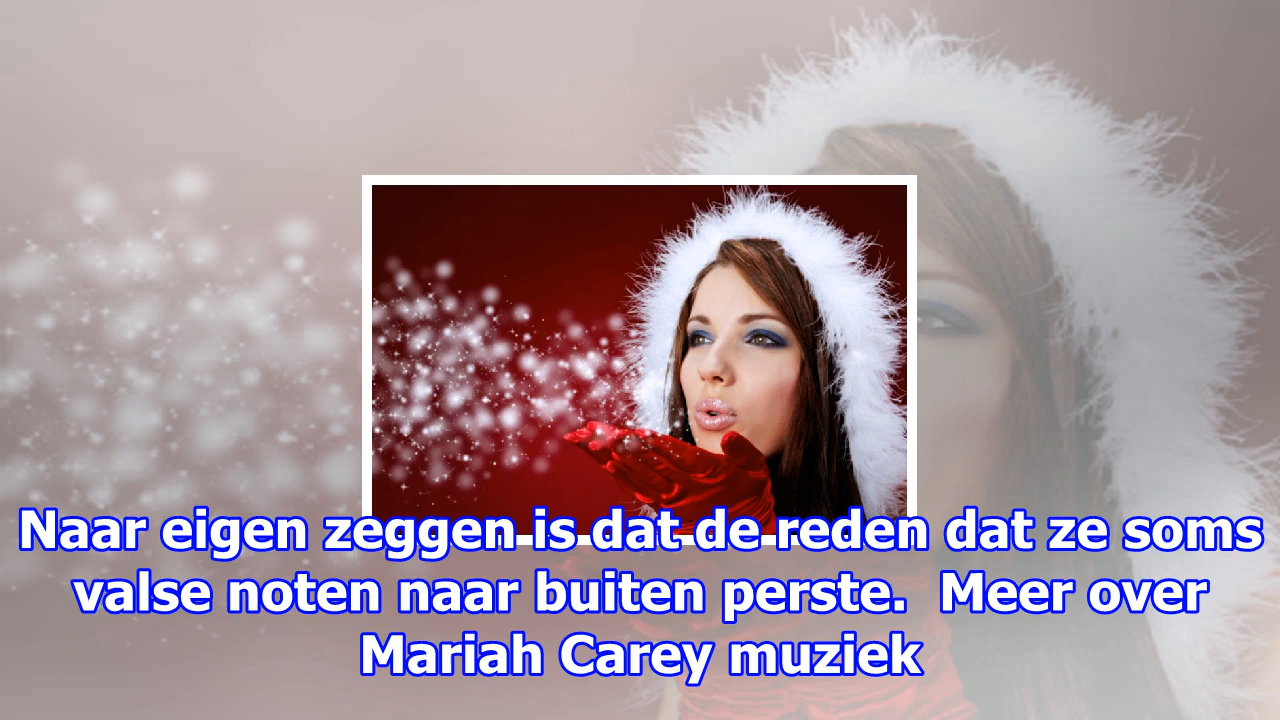 Naar eigen zeggen is dat de reden dat ze soms
valse noten naar buiten perste.  Meer over
Mariah Carey muziek